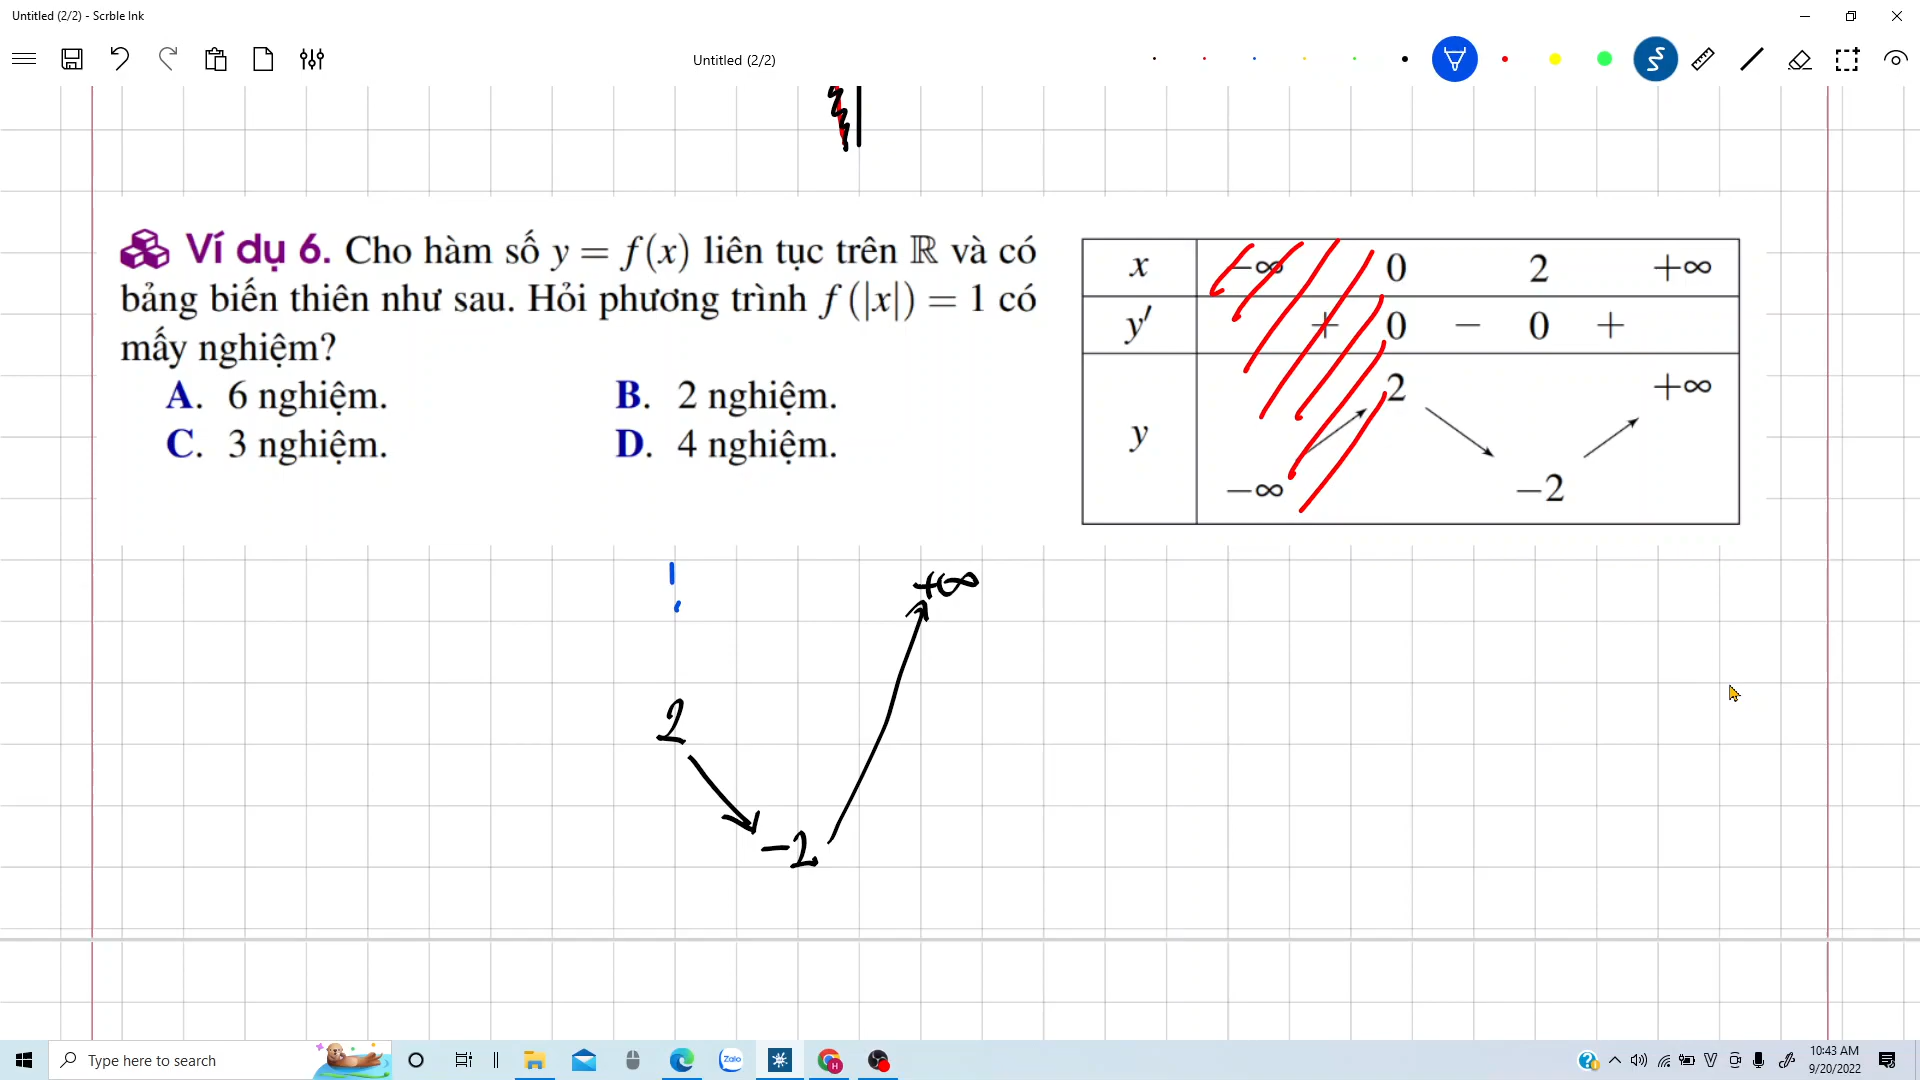 Untitled (2/2) - Scrble Ink
Untitled (2/2)
Ví dụ 6. Cho hàm số y = f(x) liên tục trên ℝ và có
bảng biến thiên như sau. Hỏi phương trình f(|x|) = 1 có
mấy nghiệm?
A. 6 nghiệm. B. 2 nghiệm.
C. 3 nghiệm. D. 4 nghiệm.
x −∞ 0 2 +∞
y′ + 0 − 0 +
2 +∞
y
−∞ −2
+∞
2
-2
Type here to search
Zalo
10:43 AM
9/20/2022